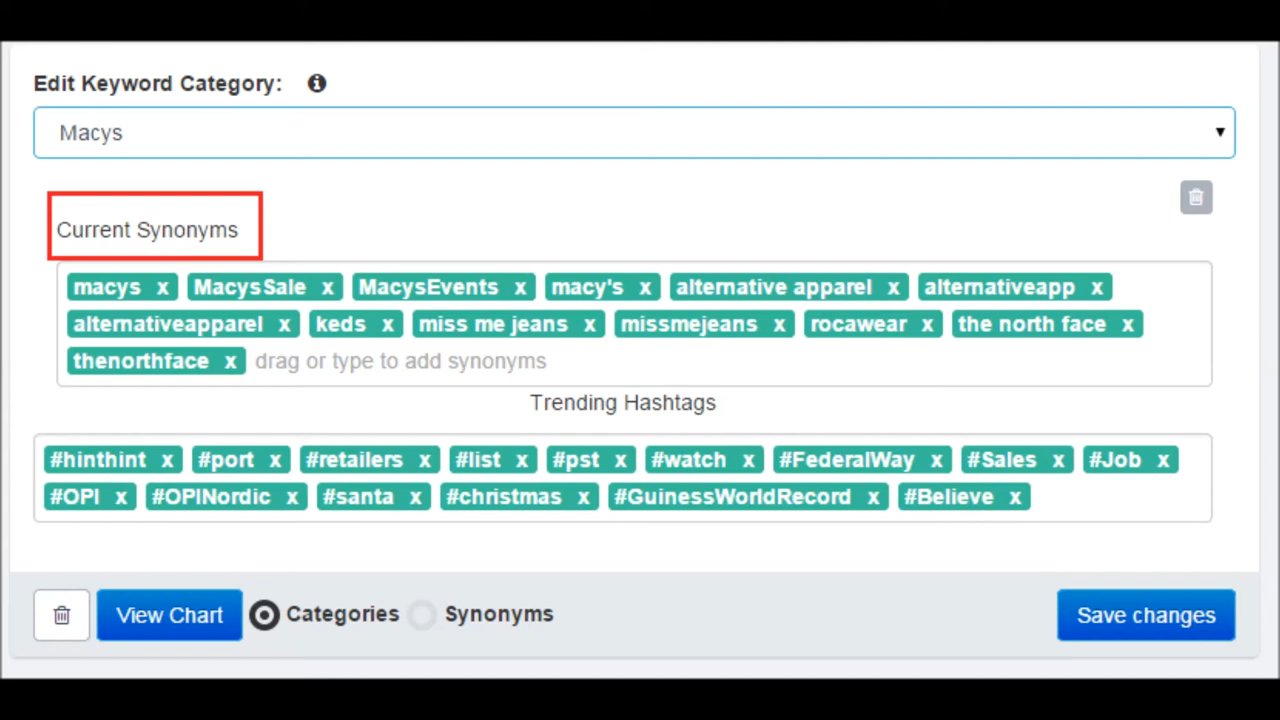 Edit Keyword Category:
Macys
Current Synonyms
macys x MacysSale x MacysEvents x macy's x alternative apparel x alternativeapp x
alternativeapparel x keds x miss me jeans x missmejeans x rocawear x the north face x
thenorthface x drag or type to add synonyms
Trending Hashtags
#hinthint x #port x #retailers x #list x #pst x #watch x #FederalWay x #Sales x #Job x
#OPI x #OPINordic x #santa x #christmas x #GuinessWorldRecord x #Believe x
View Chart Categories Synonyms Save changes